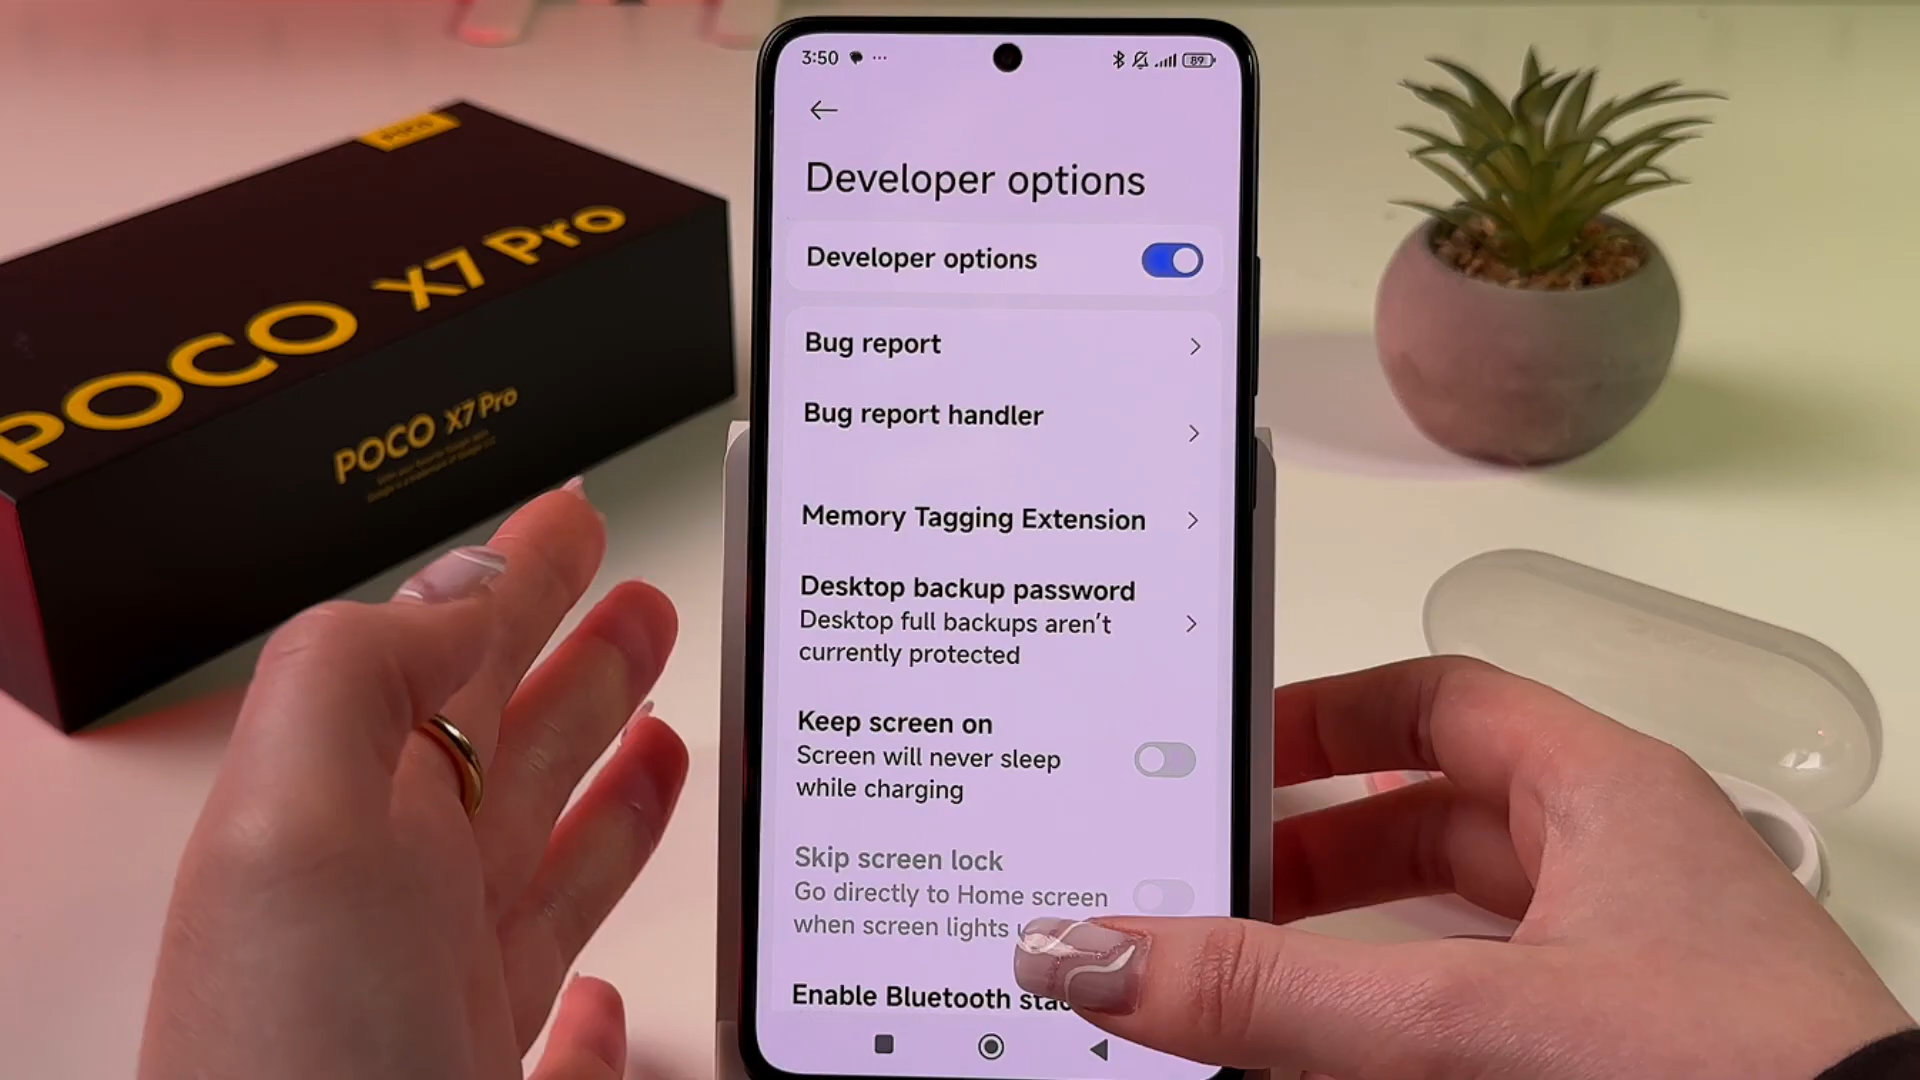 3:50
89
Developer options
Developer options
Bug report
Bug report handler
Memory Tagging Extension
Desktop backup password
Desktop full backups aren't
currently protected
Keep screen on
Screen will never sleep
while charging
Skip screen lock
Go directly to Home screen
when screen lights
Enable Bluetooth
POCO
POCO X7 Pro
POCO X7 Pro